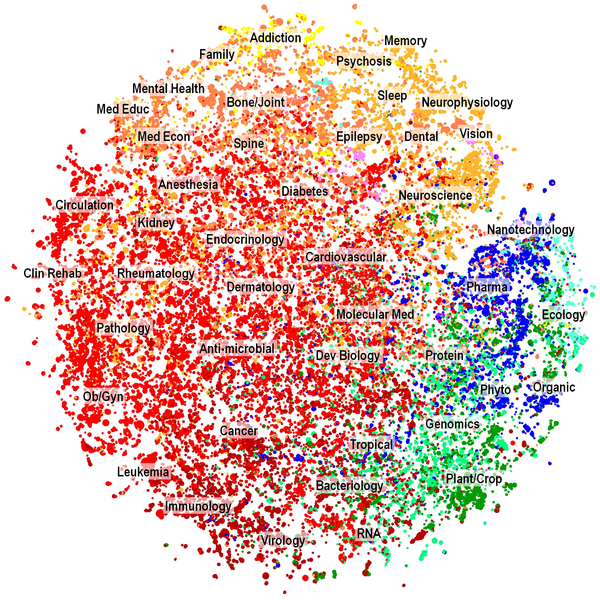 Addiction
Memory
Family
Psychosis
Mental Health
Sleep
Bone/Joint
Neurophysiology
Med Educ
Med Econ
Epilepsy
Dental
Vision
Spine
Anesthesia
Diabetes
Neuroscience
Circulation
Kidney
Nanotechnology
Endocrinology
Cardiovascular
Clin Rehab
Rheumatology
Dermatology
Pharma
Molecular Med
Ecology
Pathology
Anti-microbial
Dev Biology
Protein
Ob/Gyn
Phyto
Organic
Genomics
Cancer
Tropical
Leukemia
Bacteriology
Plant/Crop
Immunology
Virology
RNA